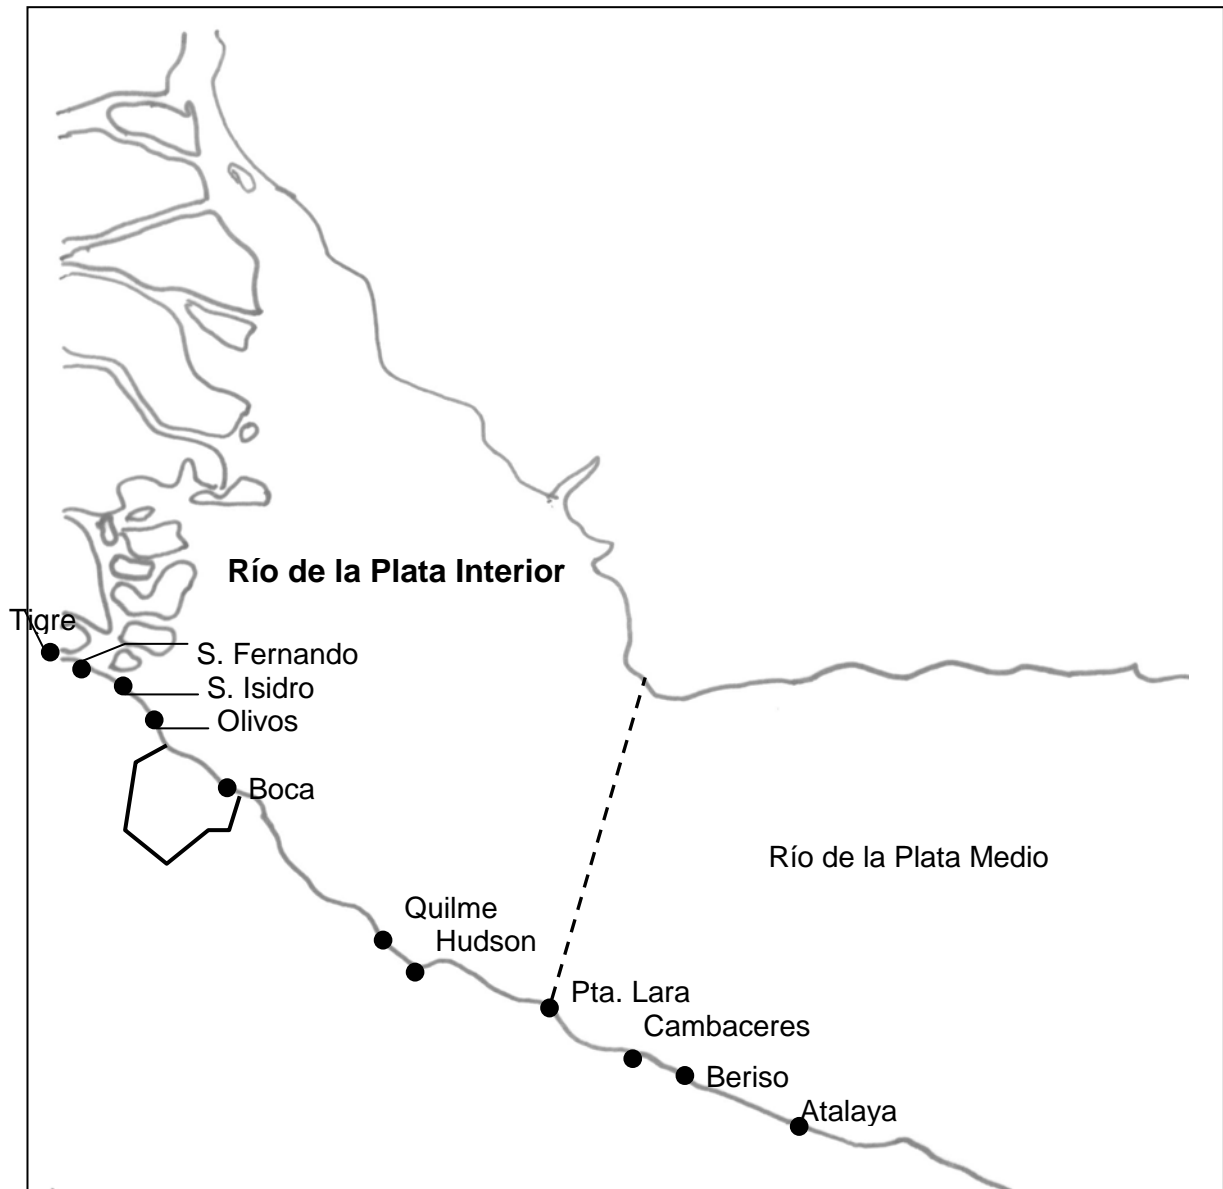 Río de la Plata Interior
Tigre
S. Fernando
S. Isidro
Olivos
Boca
Río de la Plata Medio
Quilme
Hudson
Pta. Lara
Cambaceres
Beriso
Atalaya